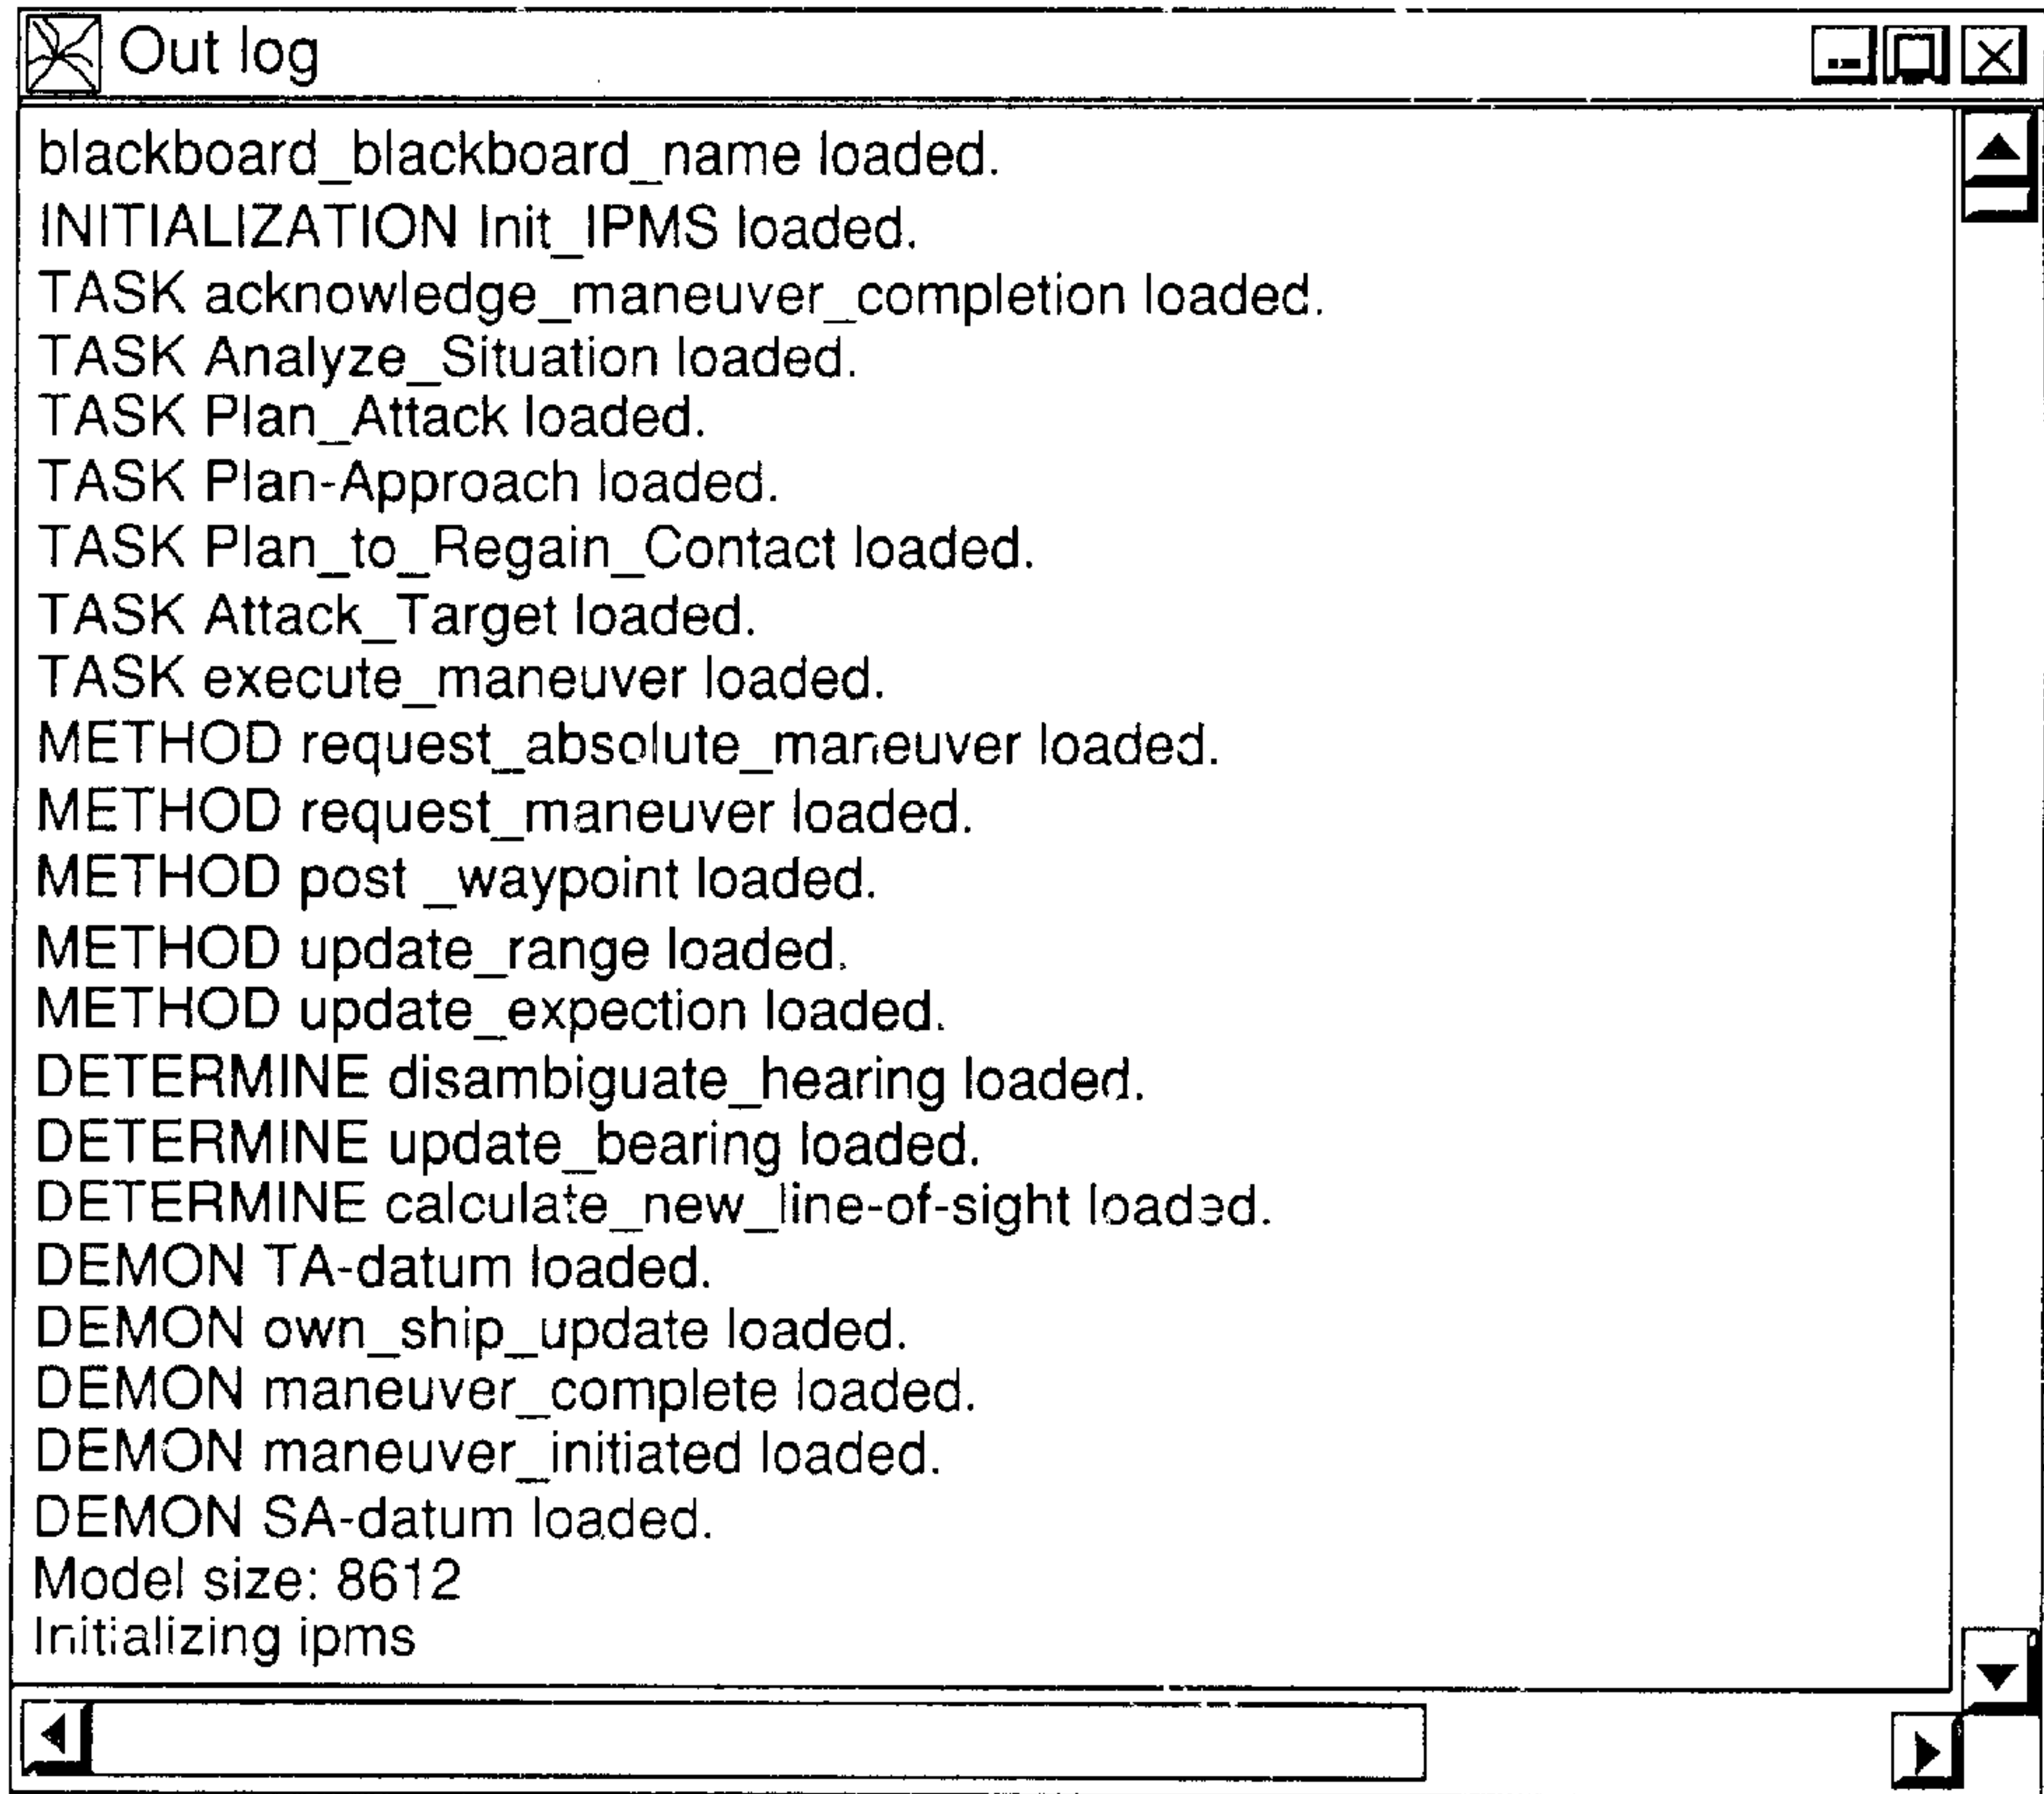 Out log
blackboard_blackboard_name loaded.
INITIALIZATION Init_IPMS loaded.
TASK acknowledge_maneuver_completion loaded.
TASK Analyze_Situation loaded.
TASK Plan_Attack loaded.
TASK Plan-Approach loaded.
TASK Plan_to_Regain_Contact loaded.
TASK Attack_Target loaded.
TASK execute_maneuver loaded.
METHOD request_absolute_maneuver loaded.
METHOD request_maneuver loaded.
METHOD post _waypoint loaded.
METHOD update_range loaded.
METHOD update_expection loaded.
DETERMINE disambiguate_hearing loaded.
DETERMINE update_bearing loaded.
DETERMINE calculate_new_line-of-sight loaded.
DEMON TA-datum loaded.
DEMON own_ship_update loaded.
DEMON maneuver_complete loaded.
DEMON maneuver_initiated loaded.
DEMON SA-datum loaded.
Model size: 8612
Initializing ipms